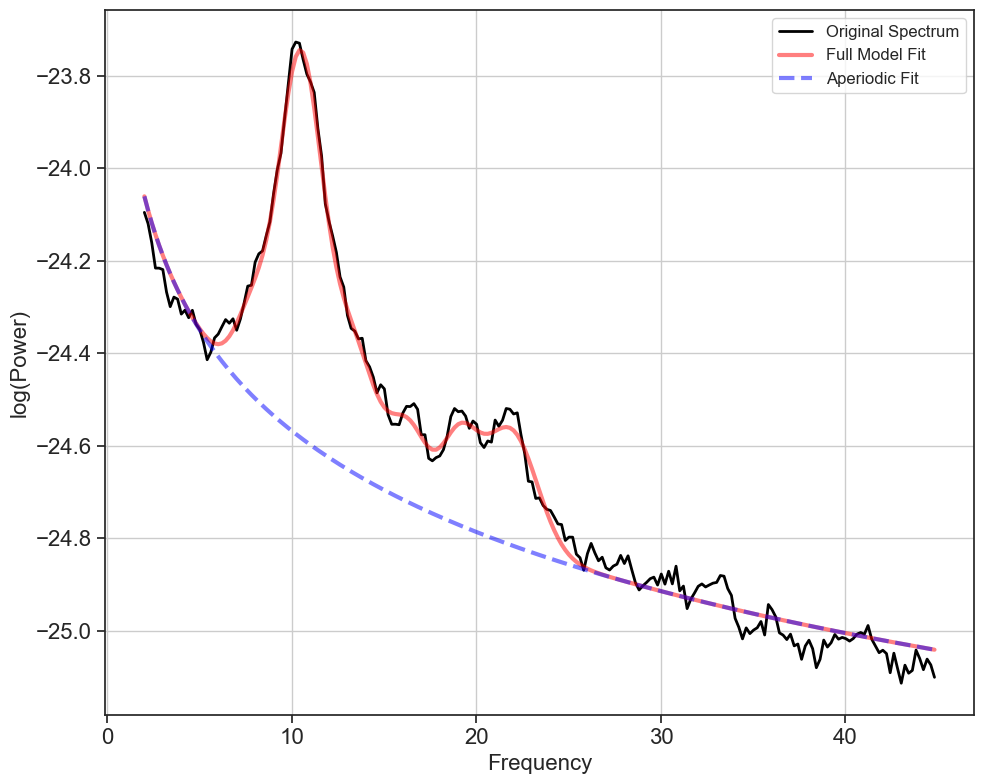 Original Spectrum
Full Model Fit
Aperiodic Fit
−23.8
−24.0
−24.2
−24.4
−24.6
−24.8
−25.0
log(Power)
0 10 20 30 40
Frequency